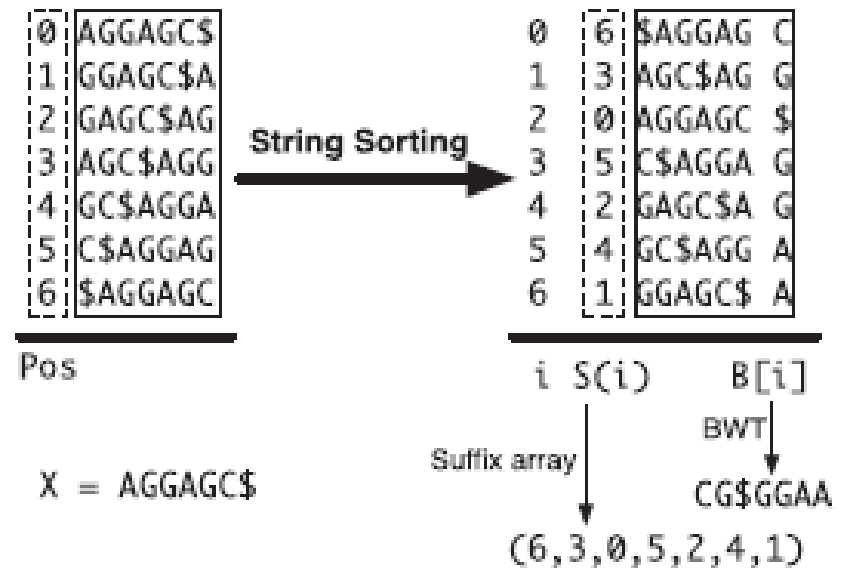 0 AGGAGC$
1 GGAGC$A
2 GAGC$AG
3 AGC$AGG
4 GC$AGGA
5 C$AGGAG
6 $AGGAGC
Pos
X = AGGAGC$
String Sorting
0 6 $AGGAG C
1 3 AGC$AG G
2 0 AGGAGC $
3 5 C$AGGA G
4 2 GAGC$A G
5 4 GC$AGG A
6 1 GGAGC$ A
i S(i) B[i]
BWT
Suffix array
CG$GGAA
(6,3,0,5,2,4,1)